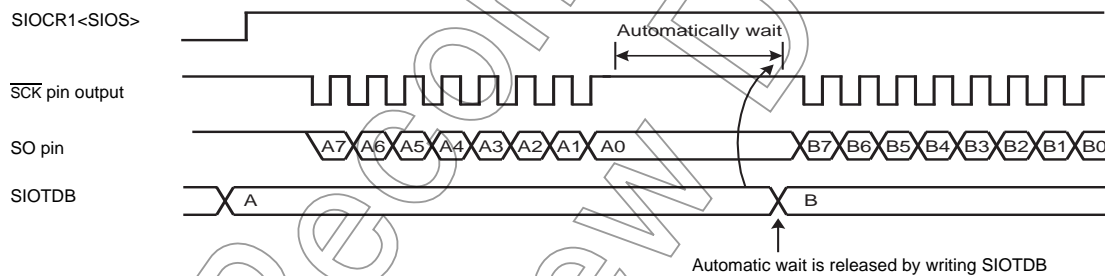 SIOCR1<SIOS>
Automatically wait
SCK pin output
SO pin
A7 A6 A5 A4 A3 A2 A1 A0 B7 B6 B5 B4 B3 B2 B1 B0
SIOTDB
A B
Automatic wait is released by writing SIOTDB